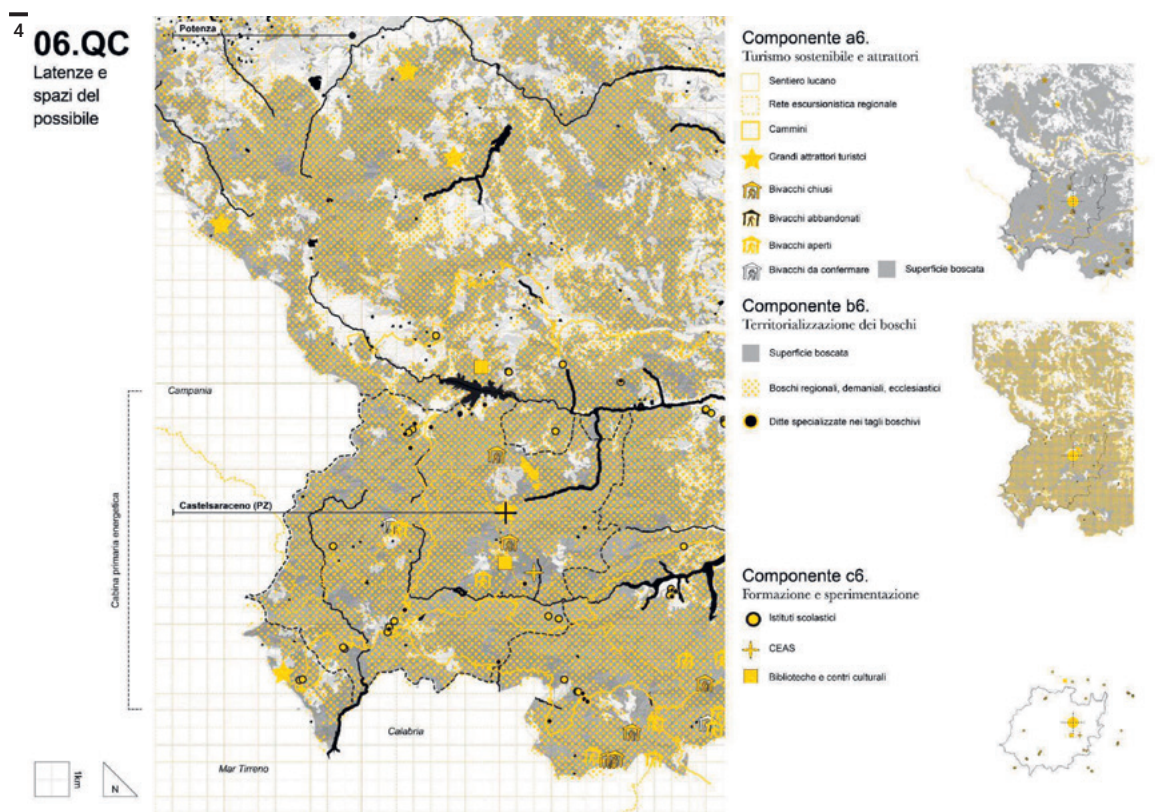 4
06.QC
Latenze e
spazi del
possibile
Potenza
Campania
Castelsaraceno (PZ)
Cabina primaria energetica
Calabria
Mar Tirreno
1km
N
Componente a6.
Turismo sostenibile e attrattori
Sentiero lucano
Rete escursionistica regionale
Cammini
Grandi attrattori turistci
Bivacchi chiusi
Bivacchi abbandonati
Bivacchi aperti
Bivacchi da confermare
Superficie boscata
Componente b6.
Territorializzazione dei boschi
Superficie boscata
Boschi regionali, demaniali, ecclesiastici
Ditte specializzate nei tagli boschivi
Componente c6.
Formazione e sperimentazione
Istituti scolastici
CEAS
Biblioteche e centri culturali